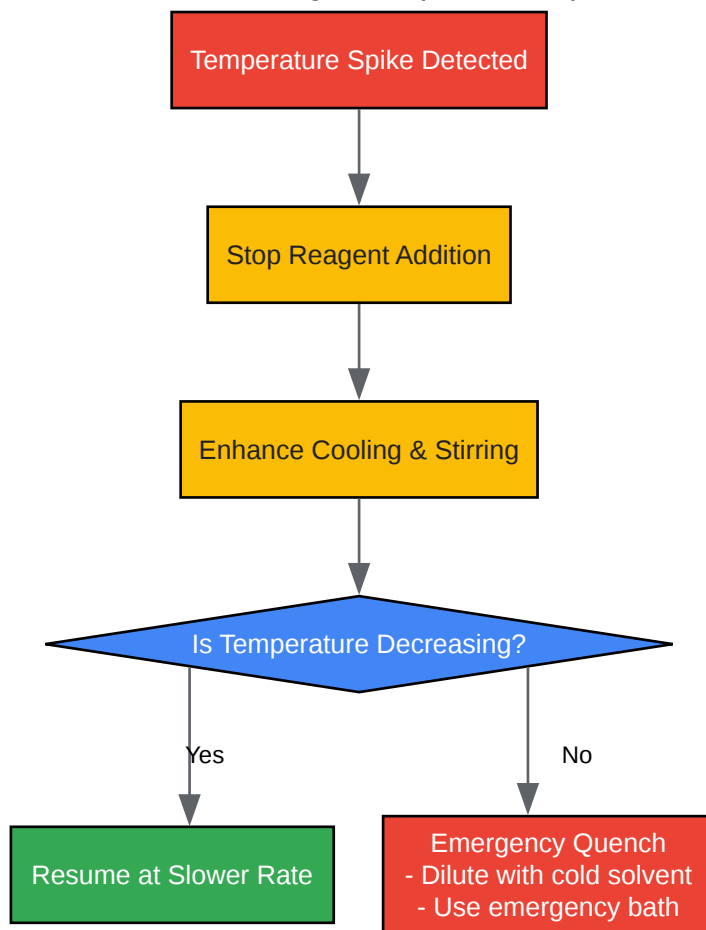 Temperature Spike Detected
Stop Reagent Addition
Enhance Cooling & Stirring
Is Temperature Decreasing?
Yes
No
Resume at Slower Rate
Emergency Quench
- Dilute with cold solvent
- Use emergency bath